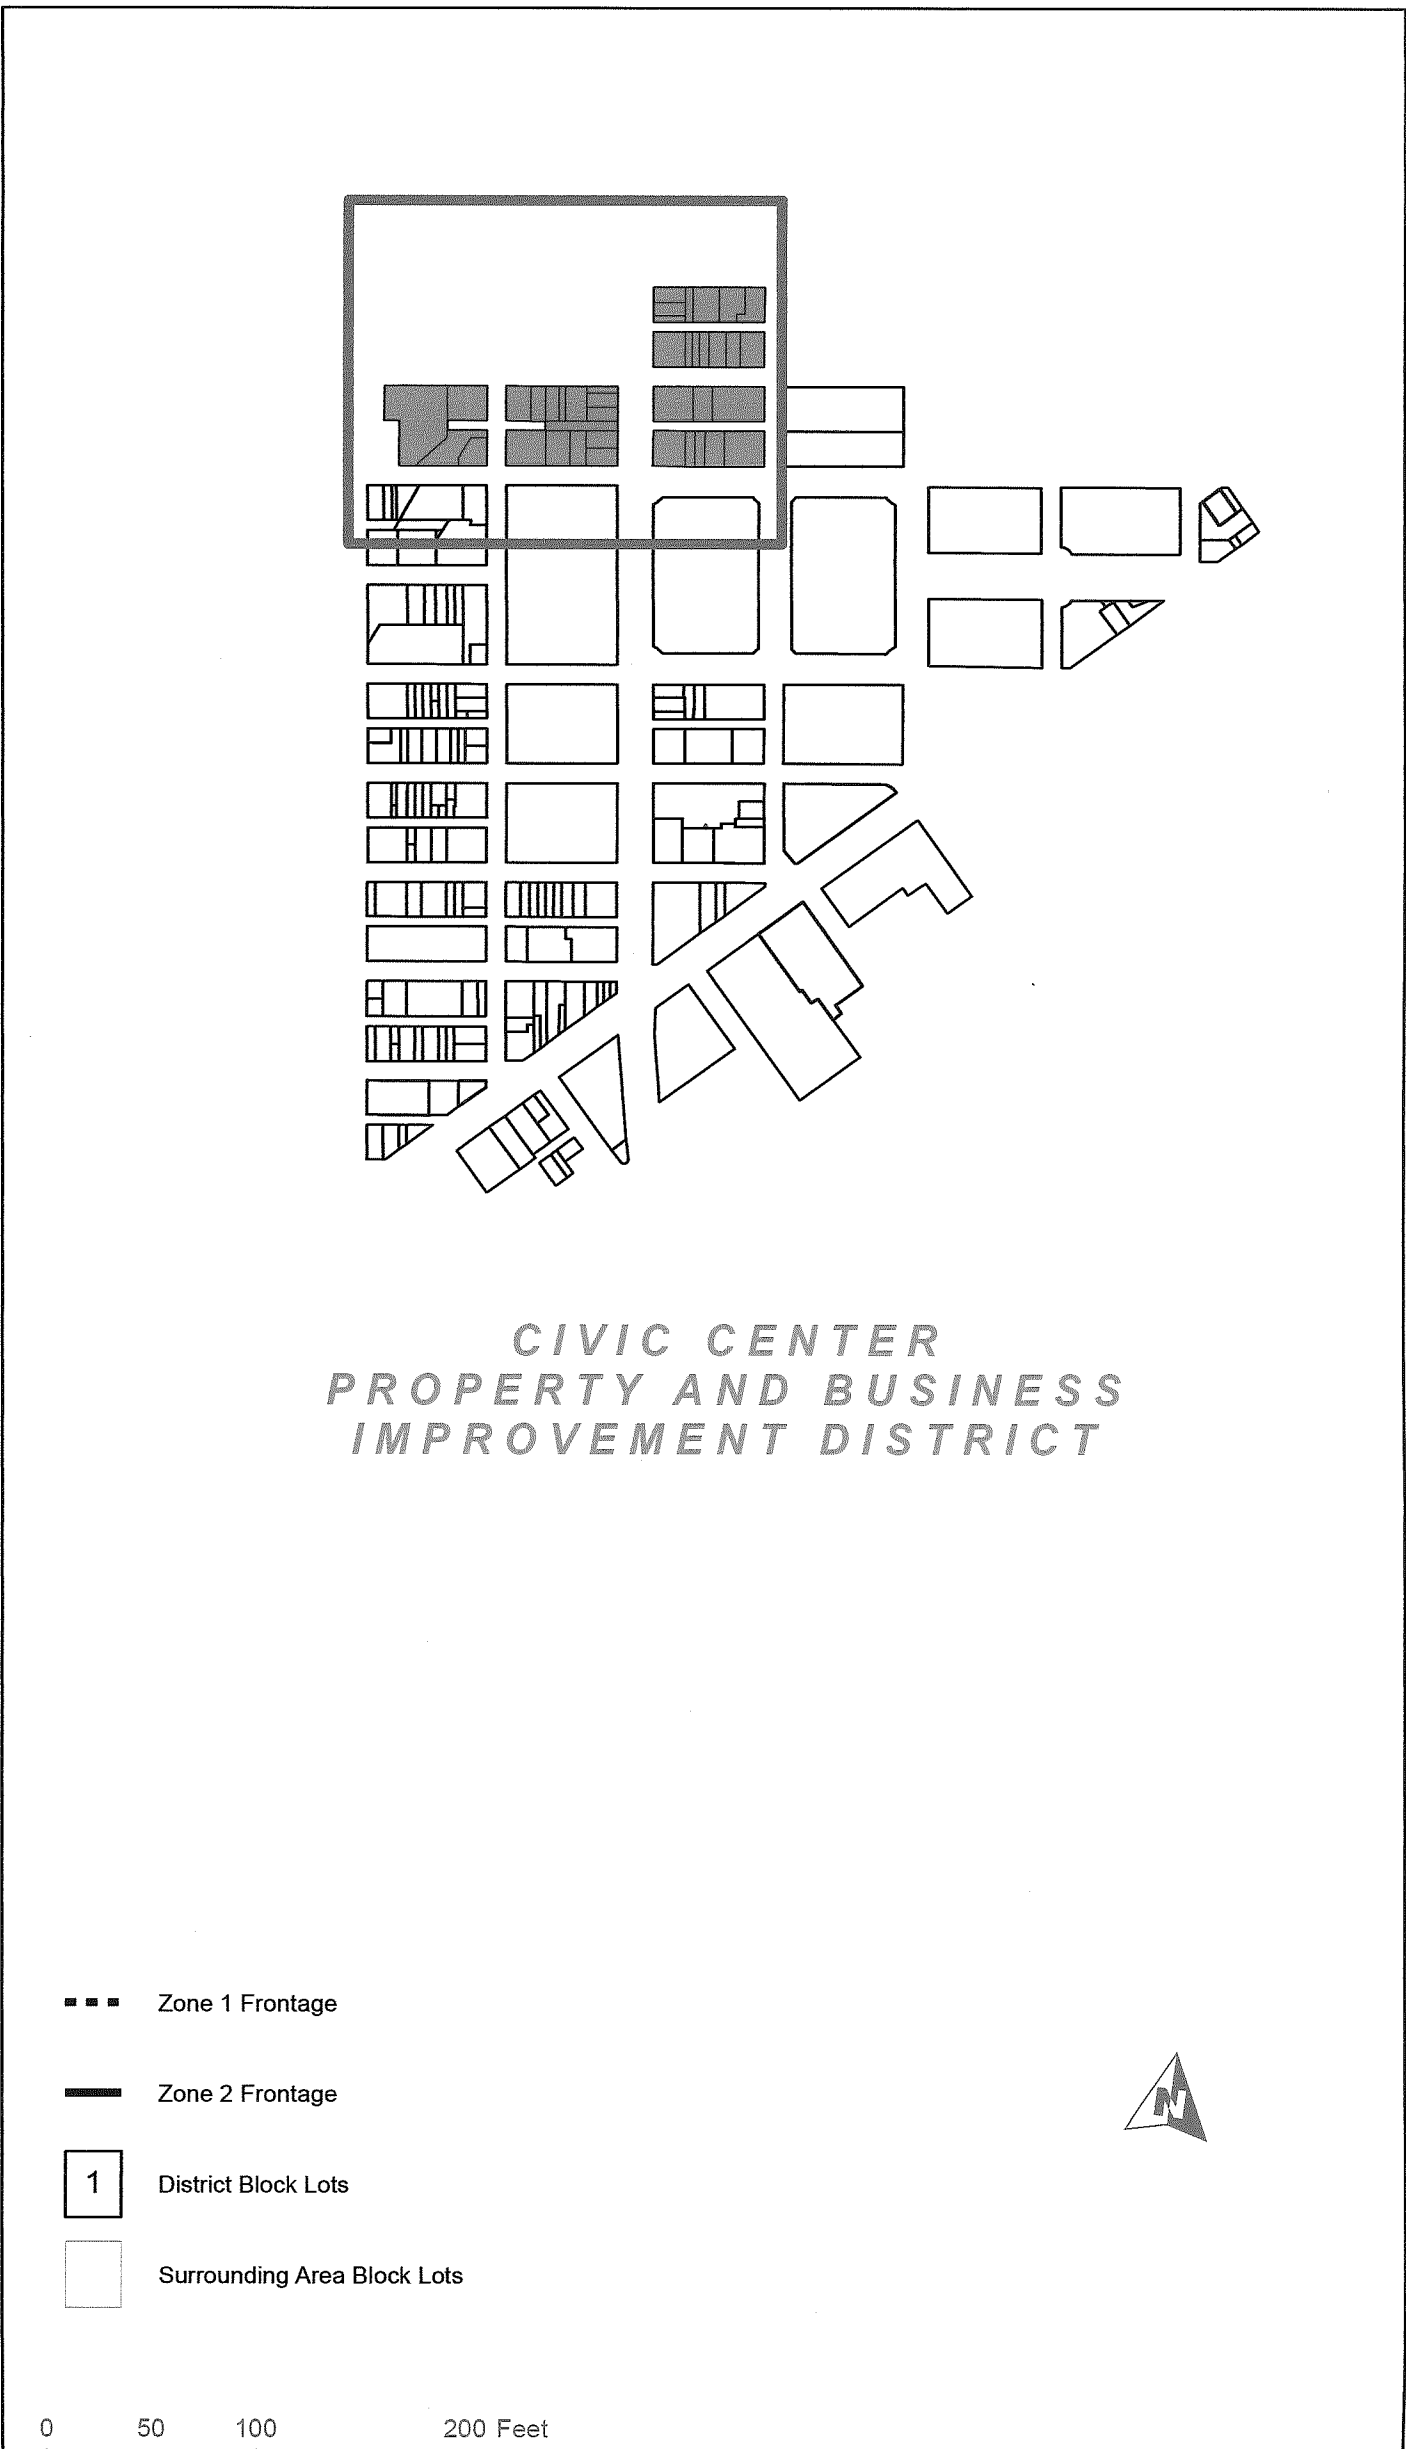 CIVIC CENTER
PROPERTY AND BUSINESS
IMPROVEMENT DISTRICT
Zone 1 Frontage
Zone 2 Frontage
N
1 District Block Lots
Surrounding Area Block Lots
0 50 100 200 Feet